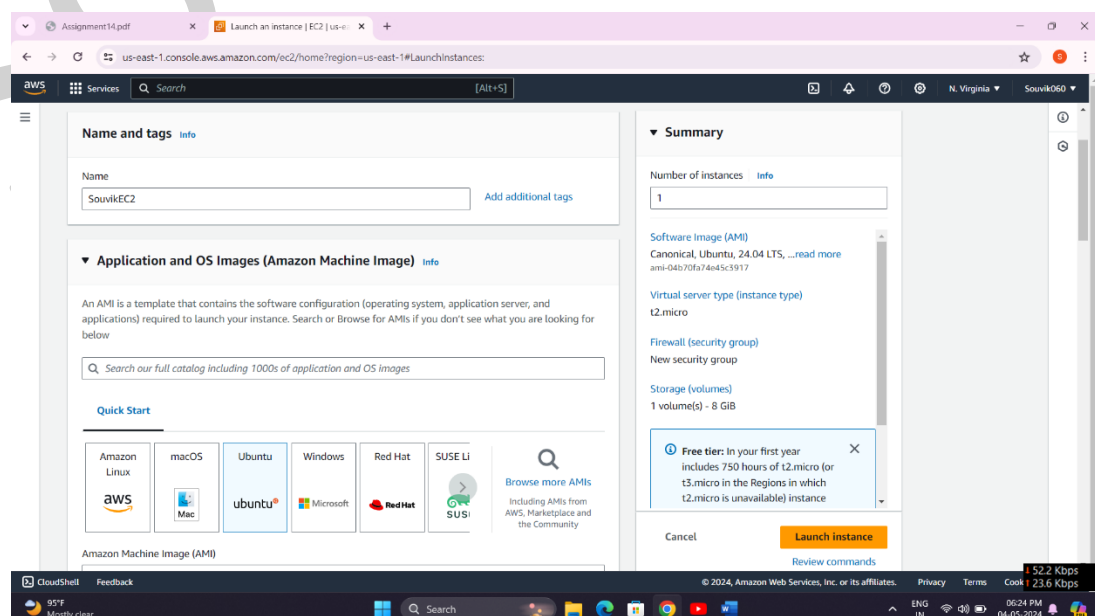 Assignment14.pdf
Launch an instance | EC2 | us-e
us-east-1.console.aws.amazon.com/ec2/home?region=us-east-1#LaunchInstances:
S
aws
Services
Search
[Alt+S]
N. Virginia
Souvik060
Name and tags
Info
Name
SouvikEC2
Add additional tags
Application and OS Images (Amazon Machine Image)
Info
An AMI is a template that contains the software configuration (operating system, application server, and
applications) required to launch your instance. Search or Browse for AMIs if you don't see what you are looking for
below
Search our full catalog including 1000s of application and OS images
Quick Start
Amazon
Linux
aws
macOS
Mac
Ubuntu
ubuntu
Windows
Microsoft
Red Hat
Red Hat
SUSE Li
SUS
Browse more AMIs
Including AMIs from
AWS, Marketplace and
the Community
Amazon Machine Image (AMI)
Summary
Number of instances
Info
1
Software Image (AMI)
Canonical, Ubuntu, 24.04 LTS, ...read more
ami-04b70fa74e45c3917
Virtual server type (instance type)
t2.micro
Firewall (security group)
New security group
Storage (volumes)
1 volume(s) - 8 GiB
Free tier: In your first year
includes 750 hours of t2.micro (or
t3.micro in the Regions in which
t2.micro is unavailable) instance
Cancel
Launch instance
Review commands
CloudShell
Feedback
© 2024, Amazon Web Services, Inc. or its affiliates.
Privacy
Terms
Cook
52.2 Kbps
23.6 Kbps
95°F
Mostly clear
Search
ENG
IN
06:24 PM
04-05-2024